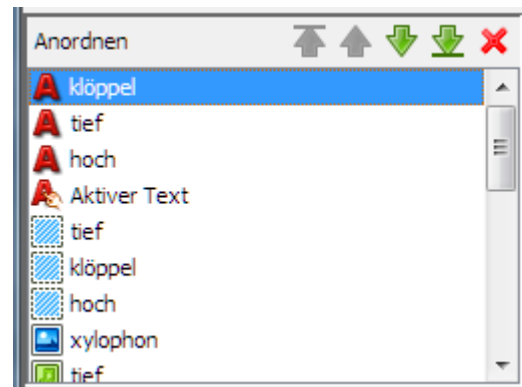 Anordnen
klöppel
tief
hoch
Aktiver Text
tief
klöppel
hoch
xylophon
tief